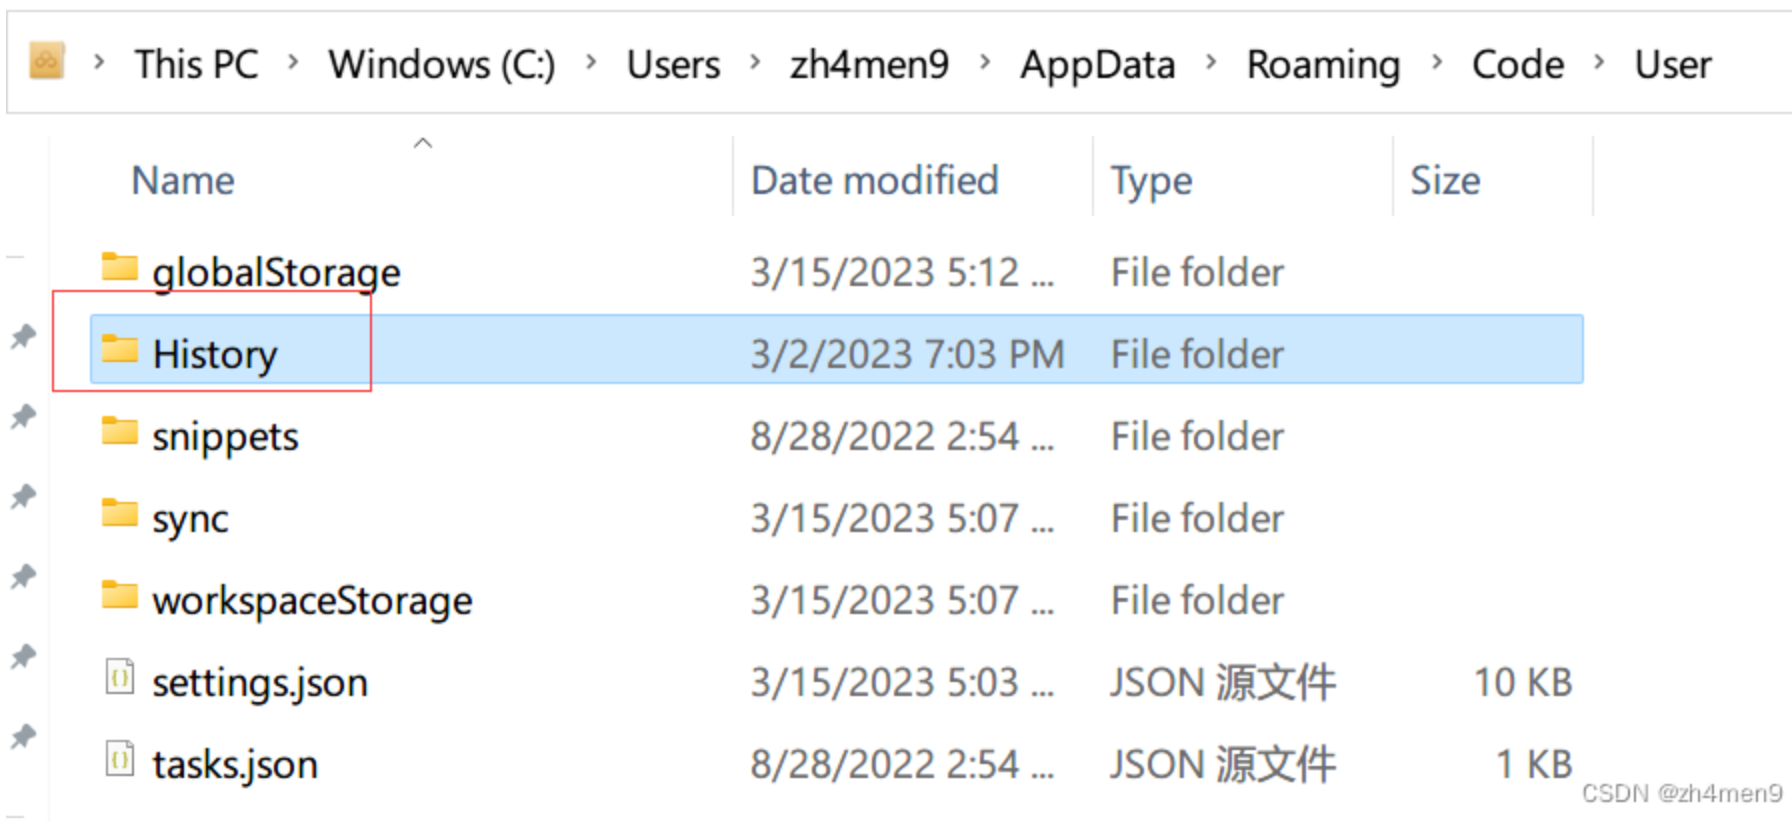 This PC > Windows (C:) > Users > zh4men9 > AppData > Roaming > Code > User
Name Date modified Type Size
globalStorage 3/15/2023 5:12 ... File folder
History 3/2/2023 7:03 PM File folder
snippets 8/28/2022 2:54 ... File folder
sync 3/15/2023 5:07 ... File folder
workspaceStorage 3/15/2023 5:07 ... File folder
settings.json 3/15/2023 5:03 ... JSON 源文件 10 KB
tasks.json 8/28/2022 2:54 ... JSON 源文件 1 KB
CSDN @zh4men9